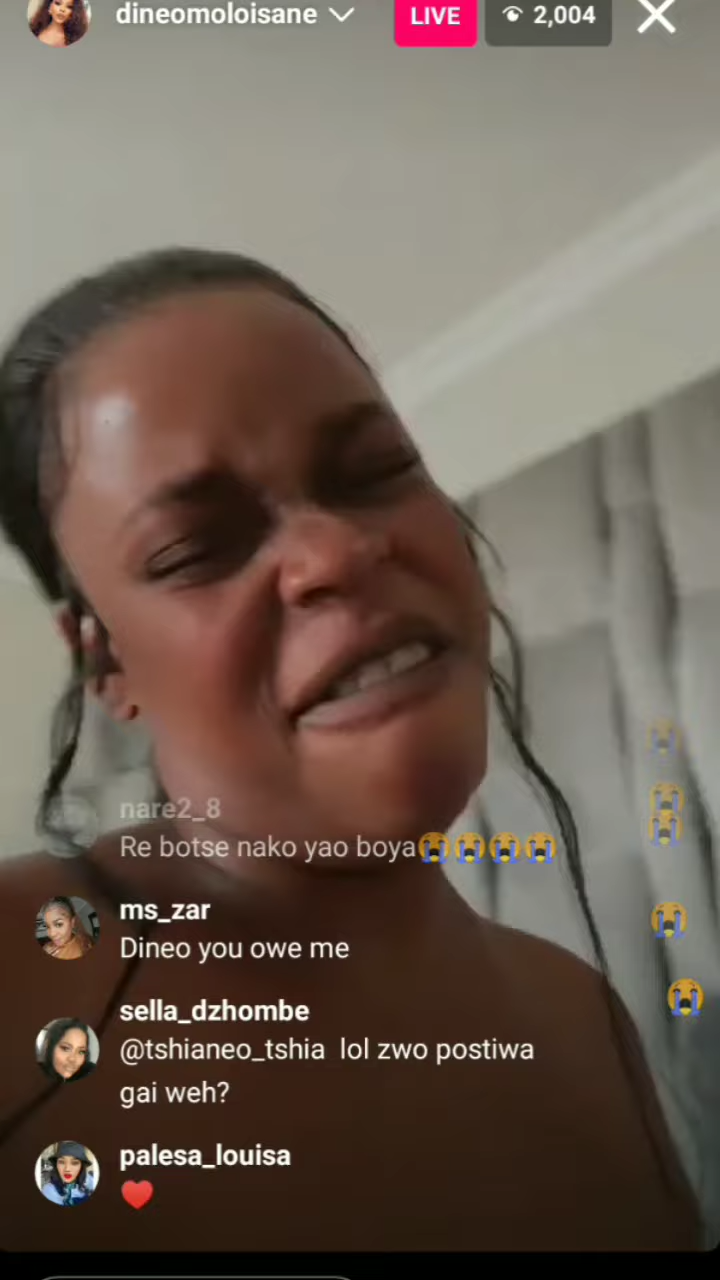 dineomoloisane
LIVE
2,004
nare2_8
Re botse nako yao boya😭😭😭😭
ms_zar
Dineo you owe me
sella_dzhombe
@tshianeo_tshia lol zwo postiwa
gai weh?
palesa_louisa
❤️